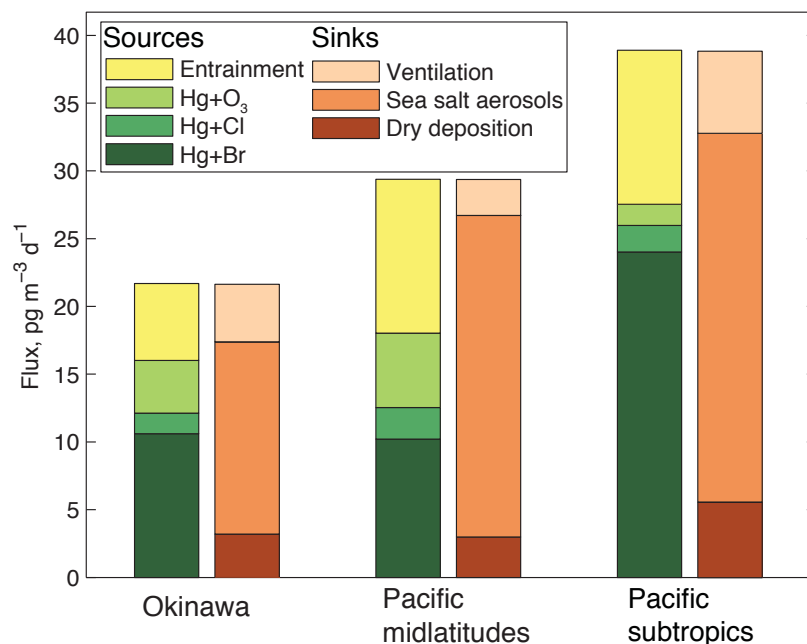 Sources
Sinks
Entrainment
Hg+O₃
Hg+Cl
Hg+Br
Ventilation
Sea salt aerosols
Dry deposition
Flux, pg m⁻³ d⁻¹
40
35
30
25
20
15
10
5
0
Okinawa
Pacific
midlatitudes
Pacific
subtropics